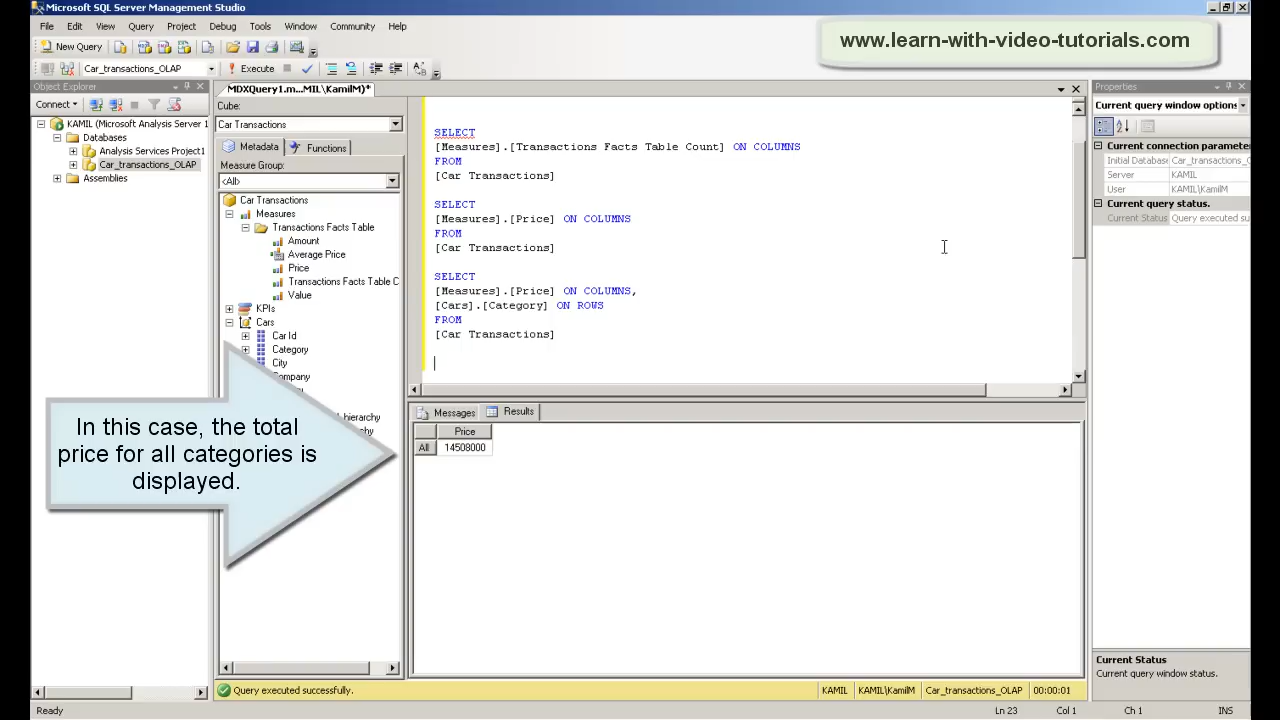 Microsoft SQL Server Management Studio
www.learn-with-video-tutorials.com
File Edit View Query Project Debug Tools Window Community Help
New Query
Car_transactions_OLAP
Execute
Object Explorer
Connect
KAMIL (Microsoft Analysis Server 1
Databases
Analysis Services Project1
Car_transactions_OLAP
Assemblies
MDXQuery1.m...MIL\KamilM)*
Cube:
Car Transactions
Metadata Functions
Measure Group:
<All>
Car Transactions
Measures
Transactions Facts Table
Amount
Average Price
Price
Transactions Facts Table C
Value
KPIs
Cars
Car Id
Category
City
Company
hierarchy
SELECT
[Measures].[Transactions Facts Table Count] ON COLUMNS
FROM
[Car Transactions]
SELECT
[Measures].[Price] ON COLUMNS
FROM
[Car Transactions]
SELECT
[Measures].[Price] ON COLUMNS,
[Cars].[Category] ON ROWS
FROM
[Car Transactions]
In this case, the total
price for all categories is
displayed.
Messages Results
Price
All 14508000
Properties
Current query window options
Current connection parameters
Initial Database Car_transactions_O
Server KAMIL
User KAMIL\KamilM
Current query status.
Current Status Query executed su
Current Status
Current query window status.
Query executed successfully.
KAMIL KAMIL\KamilM Car_transactions_OLAP 00:00:01
Ready Ln 23 Col 1 Ch 1 INS